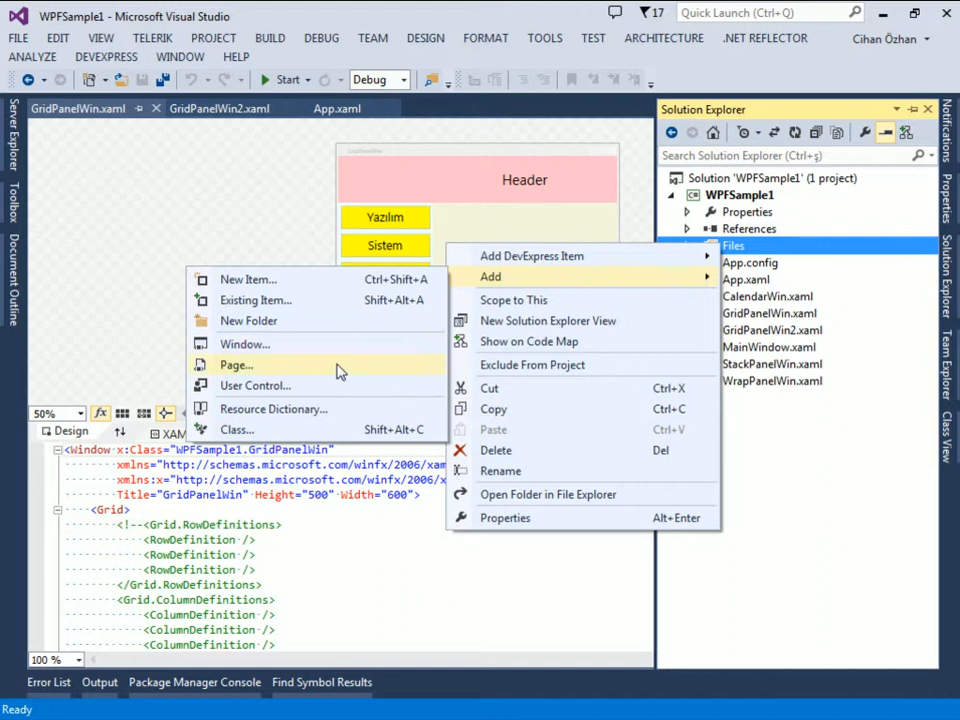 WPFSample1 - Microsoft Visual Studio
17
Quick Launch (Ctrl+Q)
FILE EDIT VIEW TELERIK PROJECT BUILD DEBUG TEAM DESIGN FORMAT TOOLS TEST ARCHITECTURE .NET REFLECTOR
Cihan Özhan
ANALYZE DEVEXPRESS WINDOW HELP
Start Debug
GridPanelWin.xaml GridPanelWin2.xaml App.xaml
Server Explorer
Toolbox
Document Outline
GridPanelWin
Header
Yazılım
Sistem
Add DevExpress Item
Add
Scope to This
New Solution Explorer View
Show on Code Map
Exclude From Project
Cut Ctrl+X
Copy Ctrl+C
Paste Ctrl+V
Delete Del
Rename
Open Folder in File Explorer
Properties Alt+Enter
New Item... Ctrl+Shift+A
Existing Item... Shift+Alt+A
New Folder
Window...
Page...
User Control...
Resource Dictionary...
Class... Shift+Alt+C
50%
Design XAM
<Window x:Class="WPFSample1.GridPanelWin"
xmlns="http://schemas.microsoft.com/winfx/2006/xam
xmlns:x="http://schemas.microsoft.com/winfx/2006/x
Title="GridPanelWin" Height="500" Width="600">
<Grid>
<!--<Grid.RowDefinitions>
<RowDefinition />
<RowDefinition />
<RowDefinition />
</Grid.RowDefinitions>
<Grid.ColumnDefinitions>
<ColumnDefinition />
<ColumnDefinition />
<ColumnDefinition />
100 %
Solution Explorer
Search Solution Explorer (Ctrl+ş)
Solution 'WPFSample1' (1 project)
WPFSample1
Properties
References
Files
App.config
App.xaml
CalendarWin.xaml
GridPanelWin.xaml
GridPanelWin2.xaml
MainWindow.xaml
StackPanelWin.xaml
WrapPanelWin.xaml
Notifications
Properties
Solution Explorer
Team Explorer
Class View
Error List Output Package Manager Console Find Symbol Results
Ready